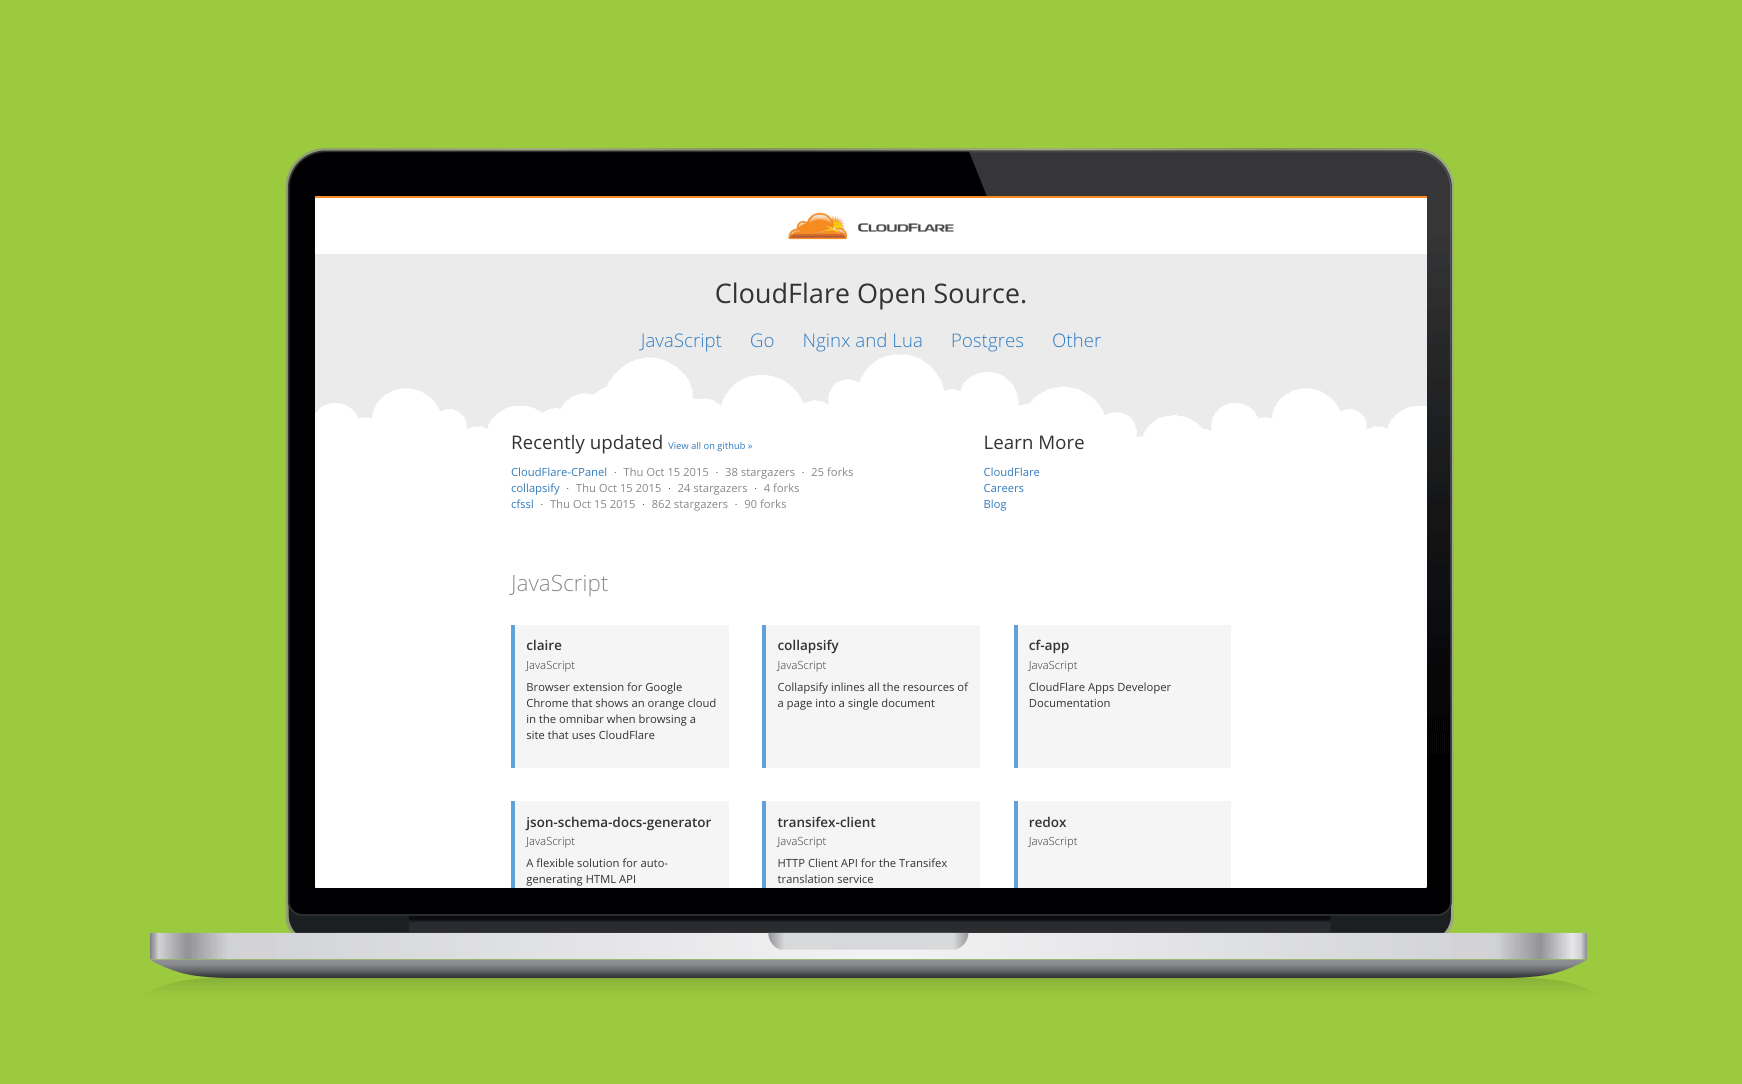 CLOUDFLARE
CloudFlare Open Source.
JavaScript Go Nginx and Lua Postgres Other
Recently updated View all on github »
CloudFlare-CPanel · Thu Oct 15 2015 · 38 stargazers · 25 forks
collapsify · Thu Oct 15 2015 · 24 stargazers · 4 forks
cfssl · Thu Oct 15 2015 · 862 stargazers · 90 forks
Learn More
CloudFlare
Careers
Blog
JavaScript
claire
JavaScript
Browser extension for Google
Chrome that shows an orange cloud
in the omnibar when browsing a
site that uses CloudFlare
collapsify
JavaScript
Collapsify inlines all the resources of
a page into a single document
cf-app
JavaScript
CloudFlare Apps Developer
Documentation
json-schema-docs-generator
JavaScript
A flexible solution for auto-
generating HTML API
transifex-client
JavaScript
HTTP Client API for the Transifex
translation service
redox
JavaScript